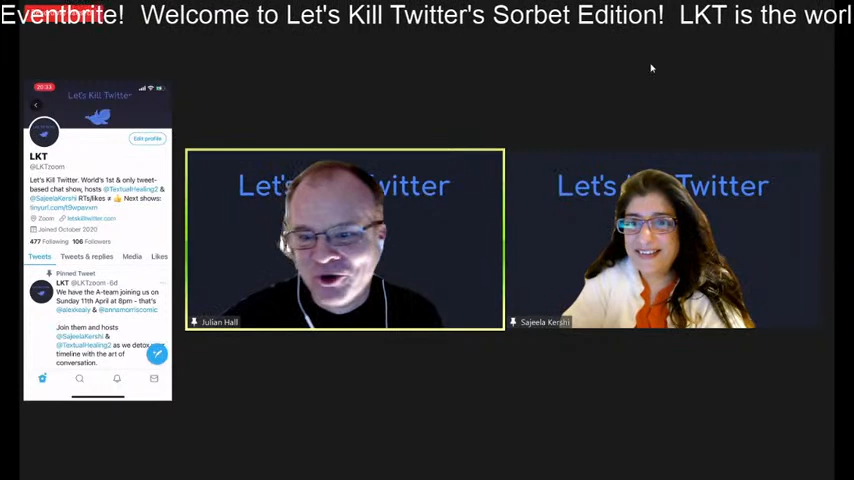 Eventbrite!  Welcome to Let's Kill Twitter's Sorbet Edition!  LKT is the worl
20:33
Let's Kill Twitter
Edit profile
LKT
@LKTzoom
Let's Kill Twitter. World's 1st & only tweet-
based chat show, hosts @TextualHealing2 &
@SajeelaKershi RTs/likes ≠ 👍 Next shows:
Zoom letskilltwitter.com
Joined October 2020
477 Following 106 Followers
Tweets Tweets & replies Media Likes
Pinned Tweet
LKT @LKTZoom · 6d
We have the A-team joining us on
Sunday 11th April at 8pm - that's
@alexkealy & @annamorriscomic
Join them and hosts
@SajeelaKershi &
@TextualHealing2 as we detox your
timeline with the art of
conversation.
Let's witter
Julian Hall
Let's Twitter
Sajeela Kershi